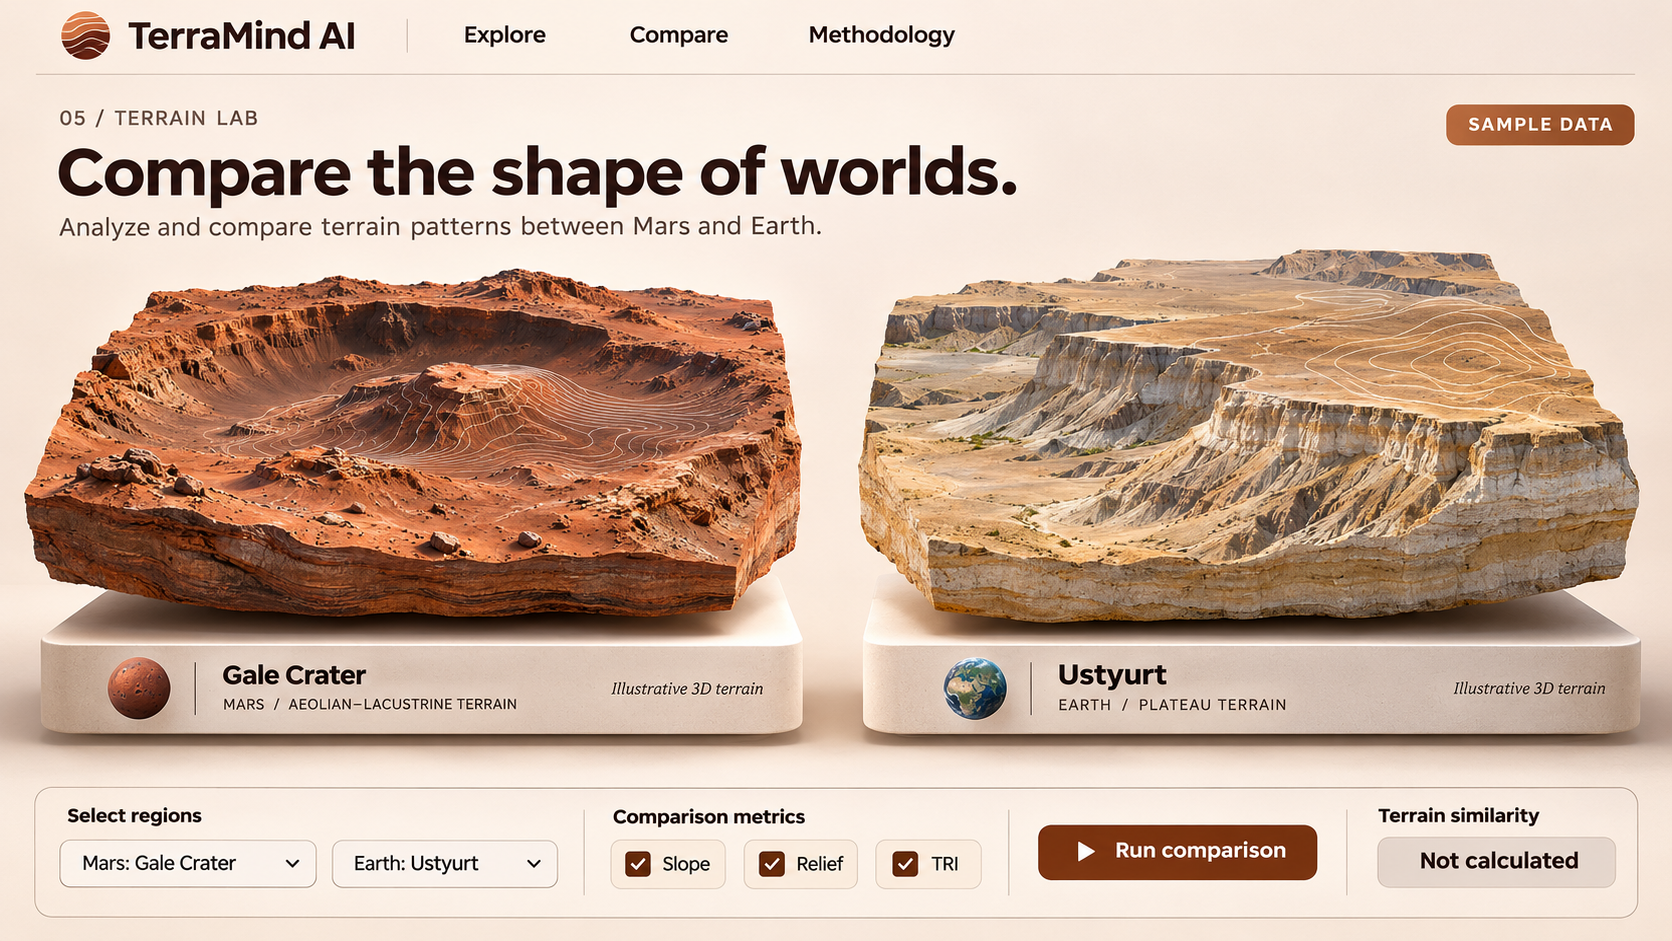 TerraMind AI
Explore
Compare
Methodology
05 / TERRAIN LAB
SAMPLE DATA
Compare the shape of worlds.
Analyze and compare terrain patterns between Mars and Earth.
Gale Crater
MARS / AEOLIAN–LACUSTRINE TERRAIN
Illustrative 3D terrain
Ustyurt
EARTH / PLATEAU TERRAIN
Illustrative 3D terrain
Select regions
Mars: Gale Crater
Earth: Ustyurt
Comparison metrics
Slope
Relief
TRI
Run comparison
Terrain similarity
Not calculated